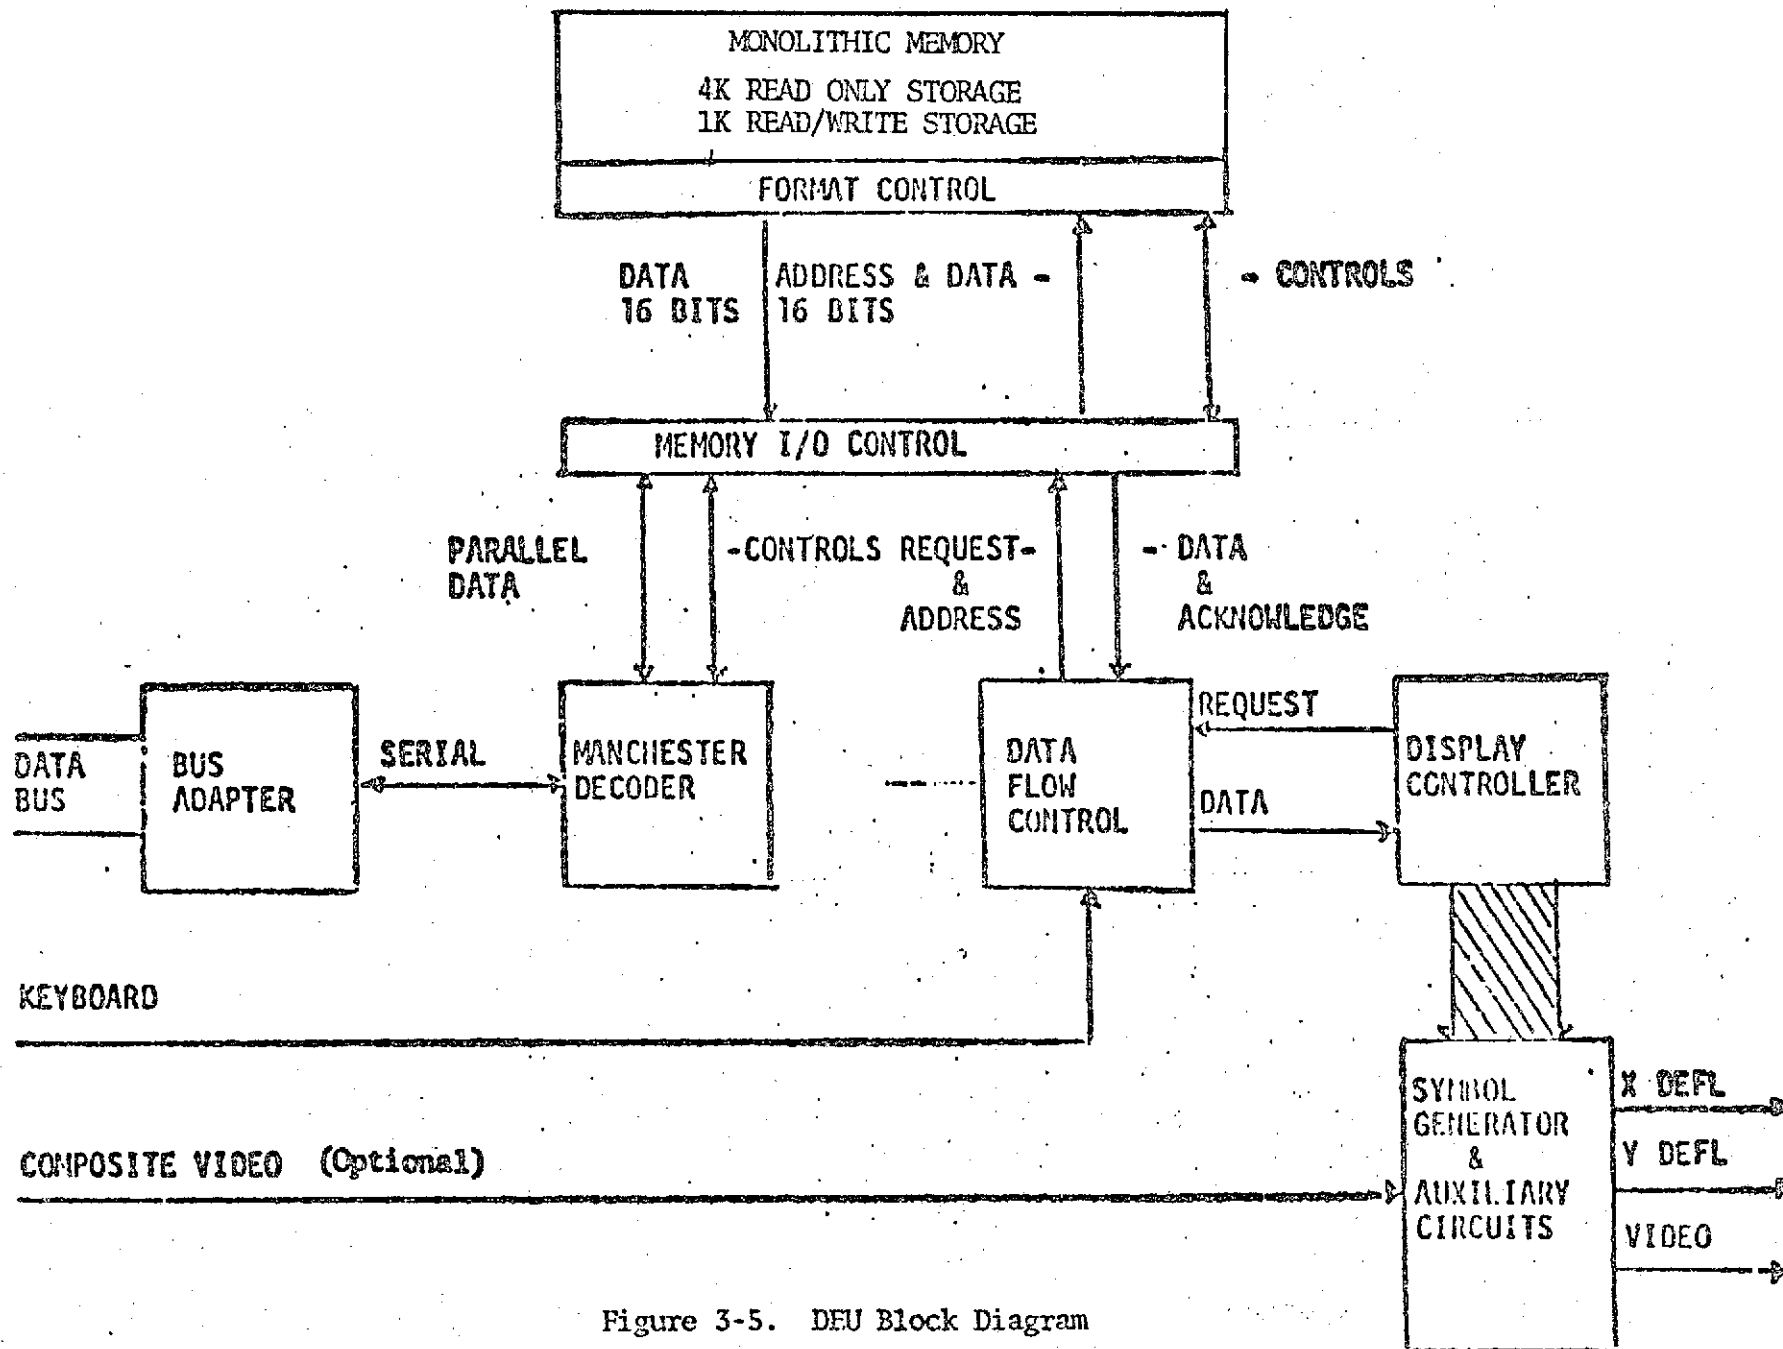 MONOLITHIC MEMORY
4K READ ONLY STORAGE
1K READ/WRITE STORAGE
FORMAT CONTROL
DATA
16 BITS
ADDRESS & DATA -
16 BITS
- CONTROLS
MEMORY I/O CONTROL
PARALLEL
DATA
-CONTROLS
REQUEST-
&
ADDRESS
- DATA
&
ACKNOWLEDGE
DATA
BUS
BUS
ADAPTER
SERIAL
MANCHESTER
DECODER
DATA
FLOW
CONTROL
REQUEST
DATA
DISPLAY
CONTROLLER
KEYBOARD
COMPOSITE VIDEO (Optional)
SYMBOL
GENERATOR
&
AUXILIARY
CIRCUITS
X DEFL
Y DEFL
VIDEO
Figure 3-5. DEU Block Diagram